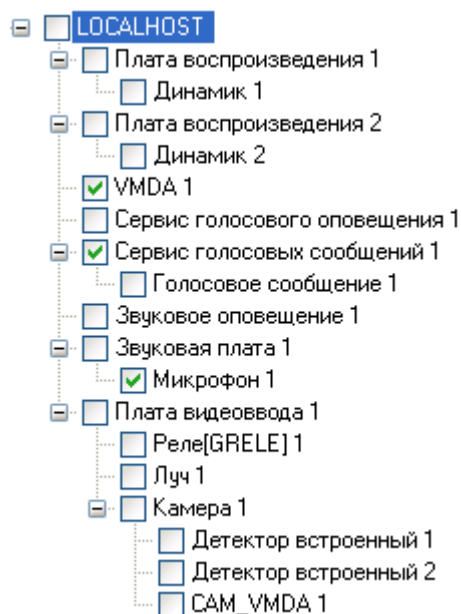 LOCALHOST
Плата воспроизведения 1
Динамик 1
Плата воспроизведения 2
Динамик 2
VMDA 1
Сервис голосового оповещения 1
Сервис голосовых сообщений 1
Голосовое сообщение 1
Звуковое оповещение 1
Звуковая плата 1
Микрофон 1
Плата видеоввода 1
Реле[GRELE] 1
Луч 1
Камера 1
Детектор встроенный 1
Детектор встроенный 2
CAM_VMDA 1